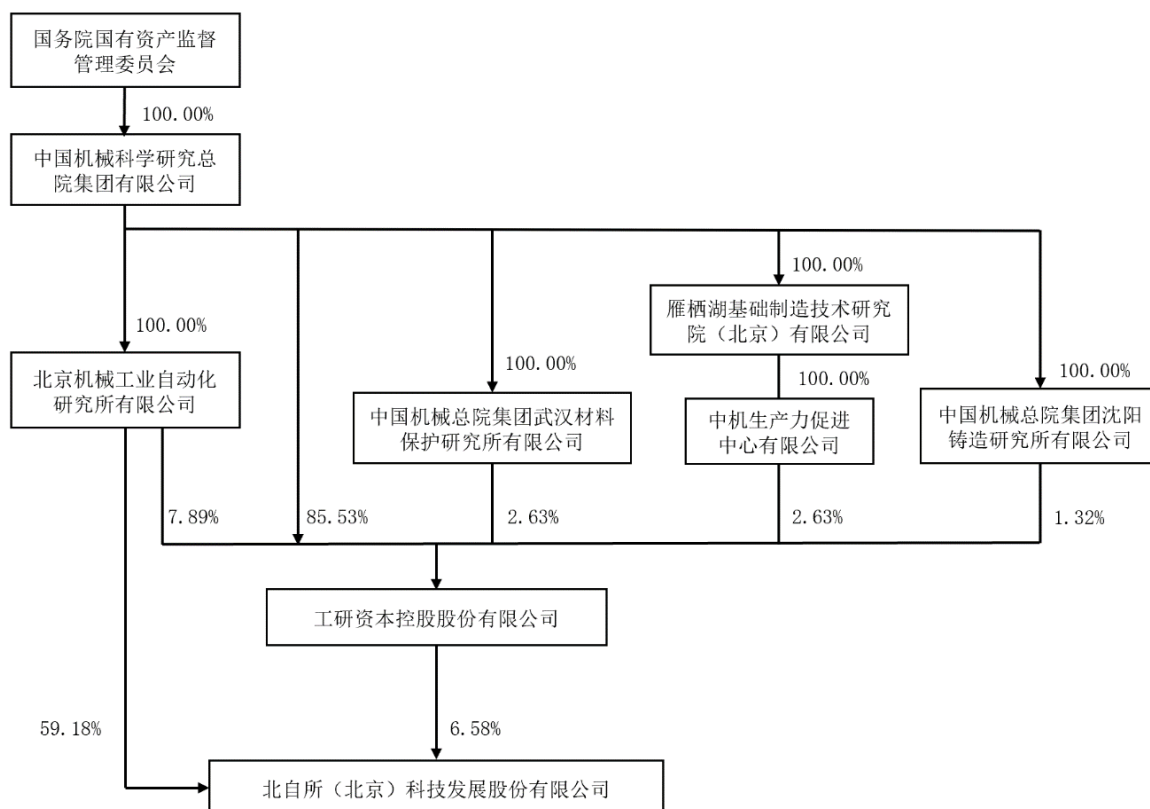 国务院国有资产监督
管理委员会
100.00%
中国机械科学研究总
院集团有限公司
100.00%
雁栖湖基础制造技术研究
院（北京）有限公司
100.00%
北京机械工业自动化
研究所有限公司
100.00%
中国机械总院集团武汉材料
保护研究所有限公司
100.00%
中机生产力促进
中心有限公司
100.00%
中国机械总院集团沈阳
铸造研究所有限公司
7.89%
85.53%
2.63%
2.63%
1.32%
工研资本控股股份有限公司
59.18%
6.58%
北自所（北京）科技发展股份有限公司